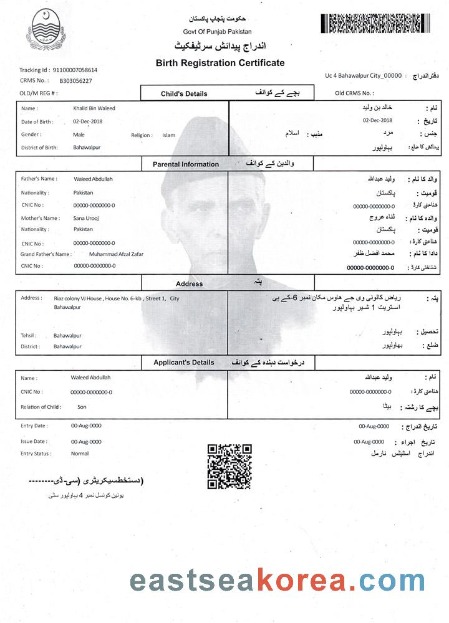 حکومت پنجاب پاکستان
Govt Of Punjab Pakistan
اندراج پیدائش سرٹیفکیٹ
Birth Registration Certificate
Tracking Id : 91100007058614
CRMS No. : B303056227
Uc 4 Bahawalpur City_00000 : دفتراندراج
OLD/M REG # :
Old CRMS No. :
Child's Details بچے کے کوائف
Name : Khalid Bin Waleed خالد بن ولید نام :
Date of Birth : 02-Dec-2018 02-Dec-2018 تاریخ :
Gender : Male Religion : Islam مذہب : اسلام مرد جنس :
District of Birth : Bahawalpur بہاولپور
Parental Information والدین کے کوائف
Father's Name : Waleed Abdullah ولید عبداللہ والد کا نام :
Nationality : Pakistan پاکستان قومیت :
CNIC No : 00000-0000000-0 00000-0000000-0 شناختی کارڈ :
Mother's Name : Sana Urooj ثناء عروج والدہ کا نام :
Nationality : Pakistan پاکستان قومیت :
CNIC No : 00000-0000000-0 00000-0000000-0 شناختی کارڈ :
Grand Father's Name : Muhammad Afzal Zafar محمد افضل ظفر دادا کا نام :
CNIC No : 00000-0000000-0 00000-0000000-0 شناختی کارڈ :
Address پتہ
Address : Riaz colony VJ House , House No. 6-kb , Street 1, City
Bahawalpur
پتہ : ریاض کالونی وی جے ہاوس مکان نمبر 6-کے بی
اسٹریٹ 1 شہر بہاولپور
Tehsil : Bahawalpur بہاولپور تحصیل :
District : Bahawalpur بھاولپور ضلع :
Applicant's Details درخواست دہندہ کے کوائف
Name : Waleed Abdullah ولید عبداللہ نام :
CNIC No : 00000-0000000-0 00000-0000000-0 شناختی کارڈ :
Relation of Child : Son بیٹا بچے کا رشتہ :
Entry Date : 00-Aug-0000 00-Aug-0000 تاریخ اندراج :
Issue Date : 00-Aug-0000 00-Aug-0000 تاریخ اجراء :
Entry Status : Normal نارمل اندراج اسٹیٹس
(دستخطسیکریٹری (سی-ڈی--------
یونین کونسل نمبر 4 بہاولپور سٹی
eastseakorea.com